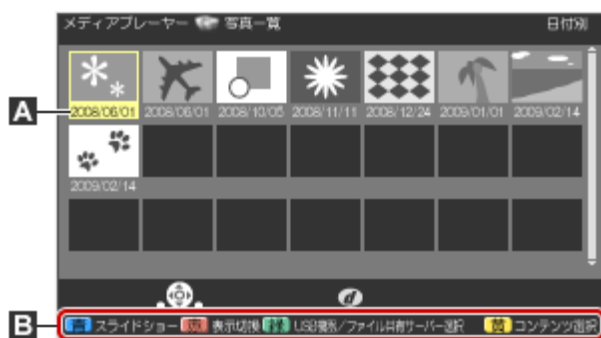 メディアプレーヤー 写真一覧 日付別
A
2008/06/01 2008/06/01 2008/10/05 2008/11/11 2008/12/24 2009/01/01 2009/02/14
2009/02/14
d
B 青 スライドショー 赤 表示切換 緑 USB機器/ファイル共有サーバー選択 黄 コンテンツ選択